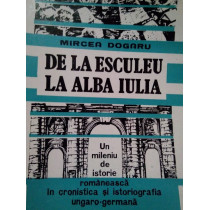 MIRCEA DOGARU
DE LA ESCULEU
LA ALBA IULIA
Un
mileniu
de
istorie
românească
în cronistica și istoriografia
ungaro-germană